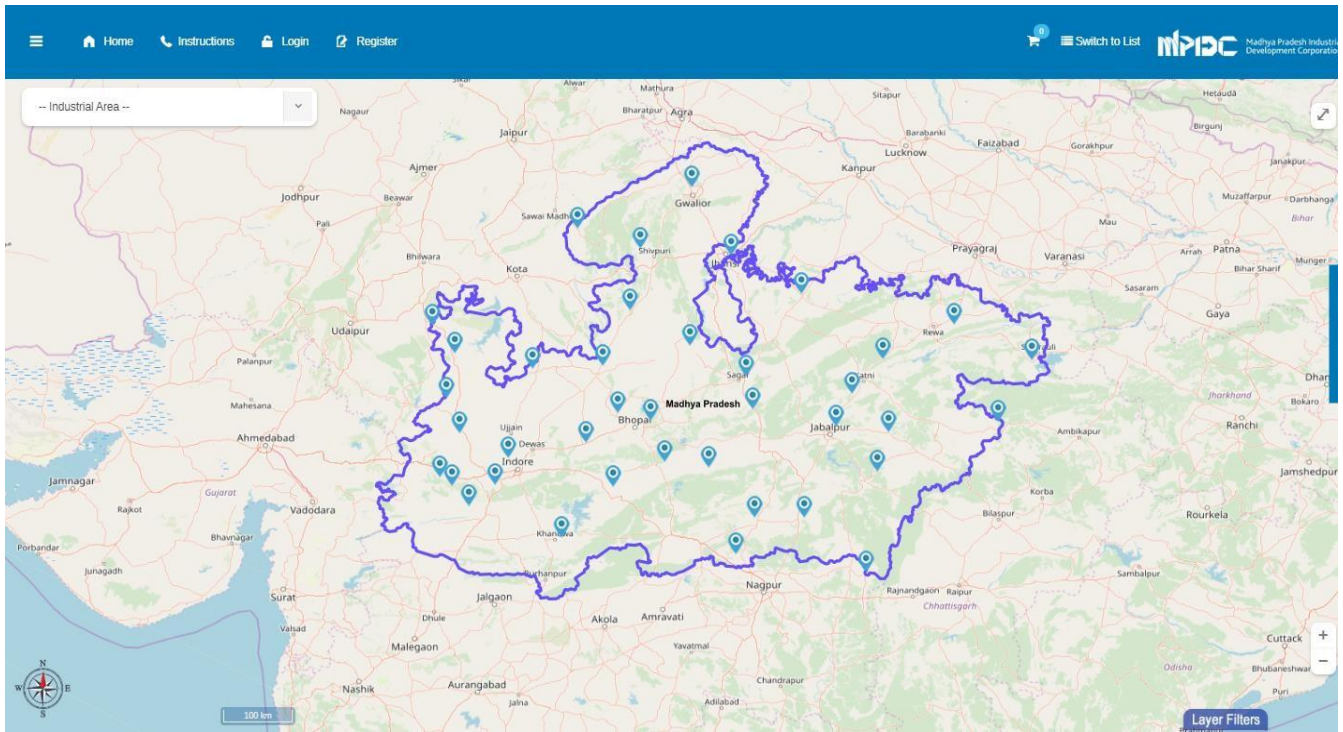 Home
Instructions
Login
Register
0
Switch to List
MPIDC
Madhya Pradesh Industria
Development Corporation
-- Industrial Area --
Sikar
Alwar
Mathura
Sitapur
Hetauda
Nagaur
Bharatpur
Agra
Jaipur
Barabanki
Faizabad
Lucknow
Gorakhpur
Birgunj
Ajmer
Kanpur
Janakpur
Jodhpur
Beawar
Gwalior
Muzaffarpur
Darbhanga
Sawai Madh
Pali
Mau
Bihar
Shivpuri
Prayagraj
Varanasi
Arrah
Patna
Bhilwara
Kota
Munger
Bihar Sharif
Sasaram
Gaya
Udaipur
Rewa
Palanpur
Sagar
Dhan
Mahesana
Madhya Pradesh
Jharkhand
Bokaro
Bhopal
Ujjain
Jabalpur
Ambikapur
Ranchi
Ahmedabad
Dewas
Indore
Jamnagar
Jamshedpur
Gujarat
Korba
Rajkot
Vadodara
Bilaspur
Rourkela
Bhavnagar
Khandwa
Porbandar
Junagadh
Burhanpur
Sambalpur
Nagpur
Rajnandgaon
Raipur
Surat
Jalgaon
Chhattisgarh
Dhule
Akola
Amravati
Valsad
Malegaon
Yavatmal
Cuttack
+
−
Odisha
Bhubaneshwar
Chandrapur
Nashik
Aurangabad
Puri
Jalna
Adilabad
N
W
E
S
100 km
Layer Filters